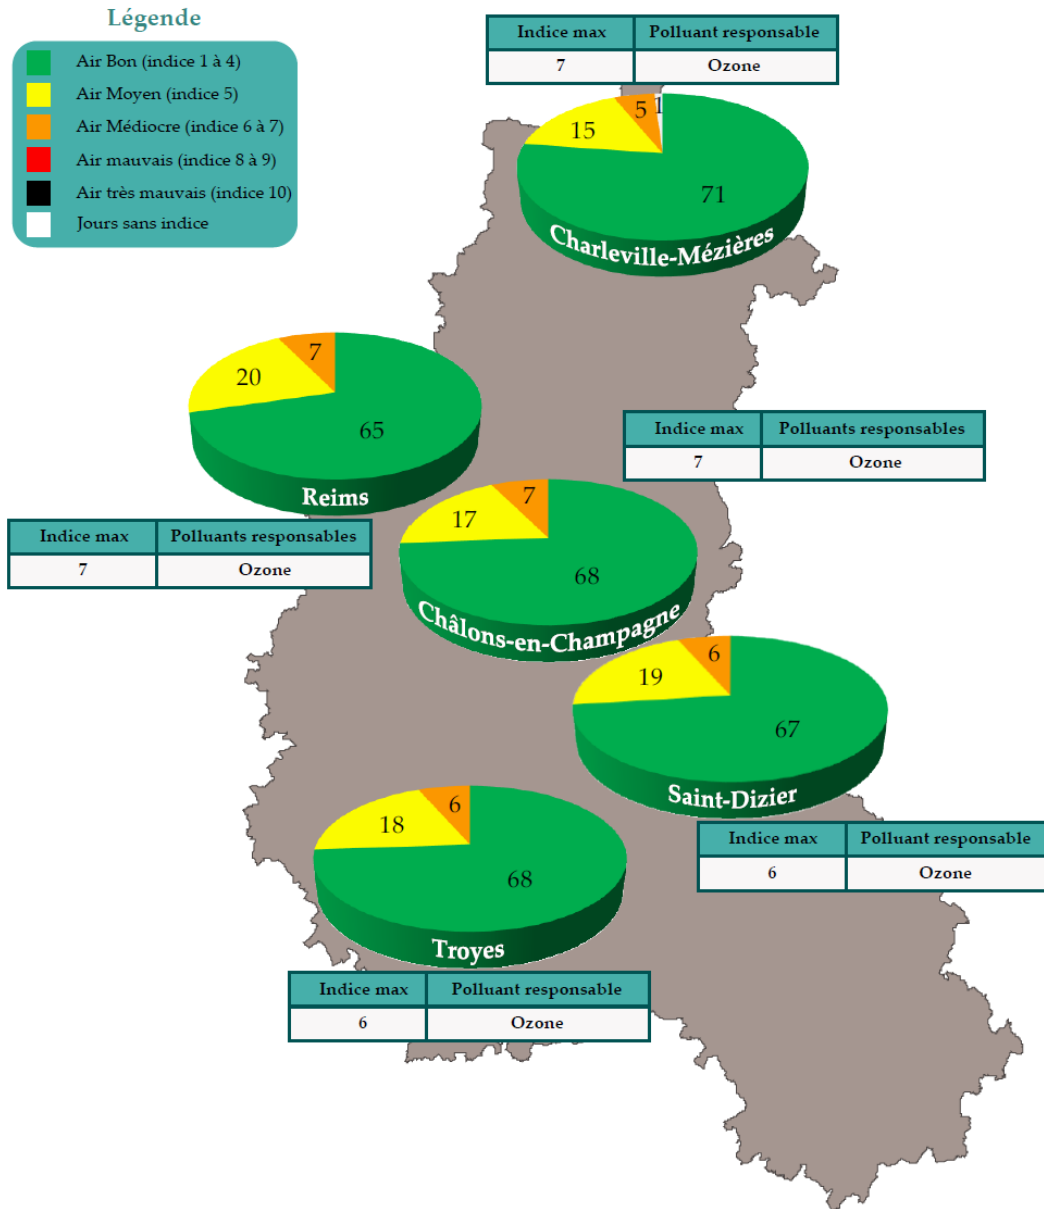 Légende
Air Bon (indice 1 à 4)
Air Moyen (indice 5)
Air Médiocre (indice 6 à 7)
Air mauvais (indice 8 à 9)
Air très mauvais (indice 10)
Jours sans indice
Indice max Polluant responsable
7 Ozone
15 5 1
71
Charleville-Mézières
20 7
65
Reims
Indice max Polluants responsables
7 Ozone
Indice max Polluants responsables
7 Ozone
17 7
68
Châlons-en-Champagne
19 6
67
Saint-Dizier
Indice max Polluant responsable
6 Ozone
18 6
68
Troyes
Indice max Polluant responsable
6 Ozone